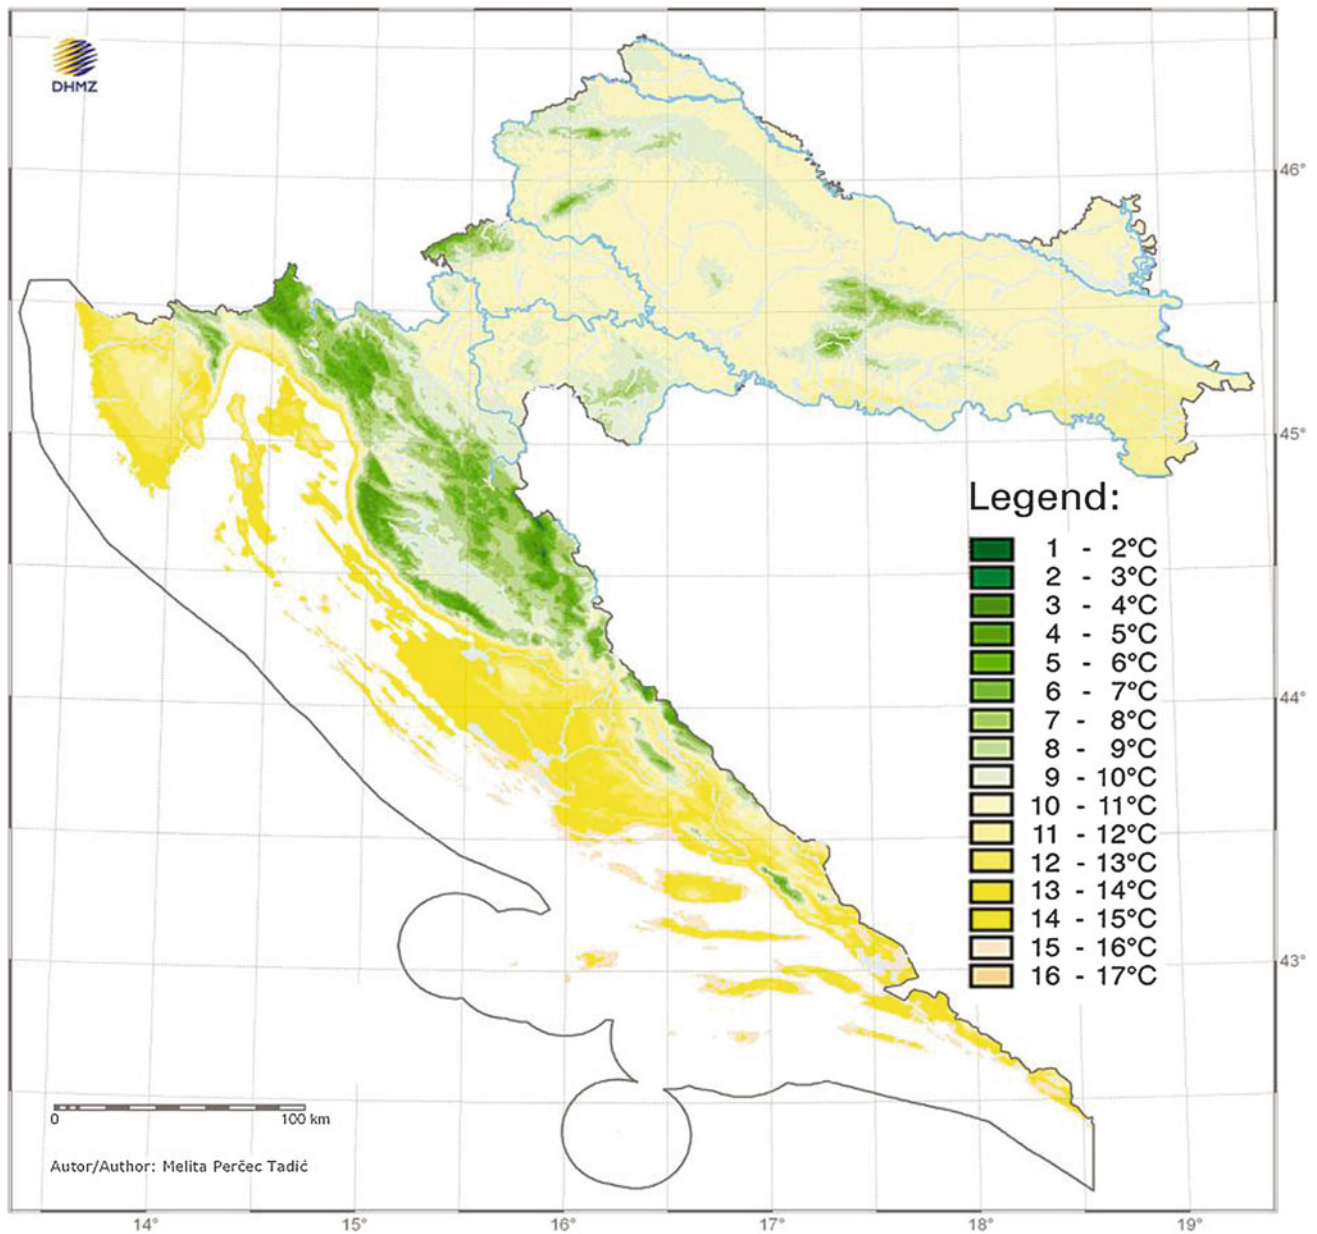 DHMZ
46°
45°
Legend:
1 - 2°C
2 - 3°C
3 - 4°C
4 - 5°C
5 - 6°C
6 - 7°C
7 - 8°C
8 - 9°C
9 - 10°C
10 - 11°C
11 - 12°C
12 - 13°C
13 - 14°C
14 - 15°C
15 - 16°C
16 - 17°C
44°
43°
0 100 km
Autor/Author: Melita Perčec Tadić
14° 15° 16° 17° 18° 19°